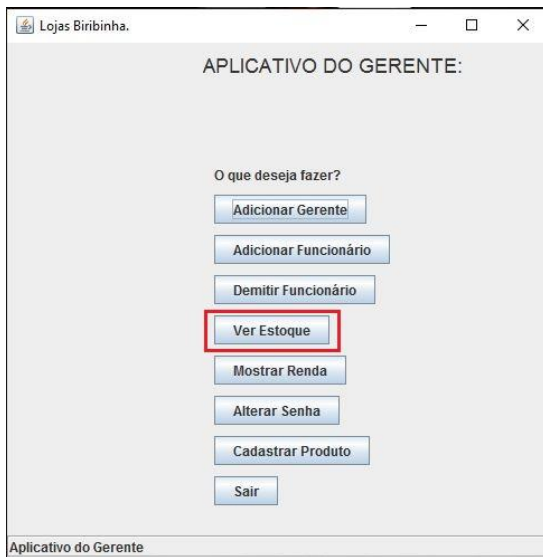 Lojas Biribinha.
APLICATIVO DO GERENTE:
O que deseja fazer?
Adicionar Gerente
Adicionar Funcionário
Demitir Funcionário
Ver Estoque
Mostrar Renda
Alterar Senha
Cadastrar Produto
Sair
Aplicativo do Gerente